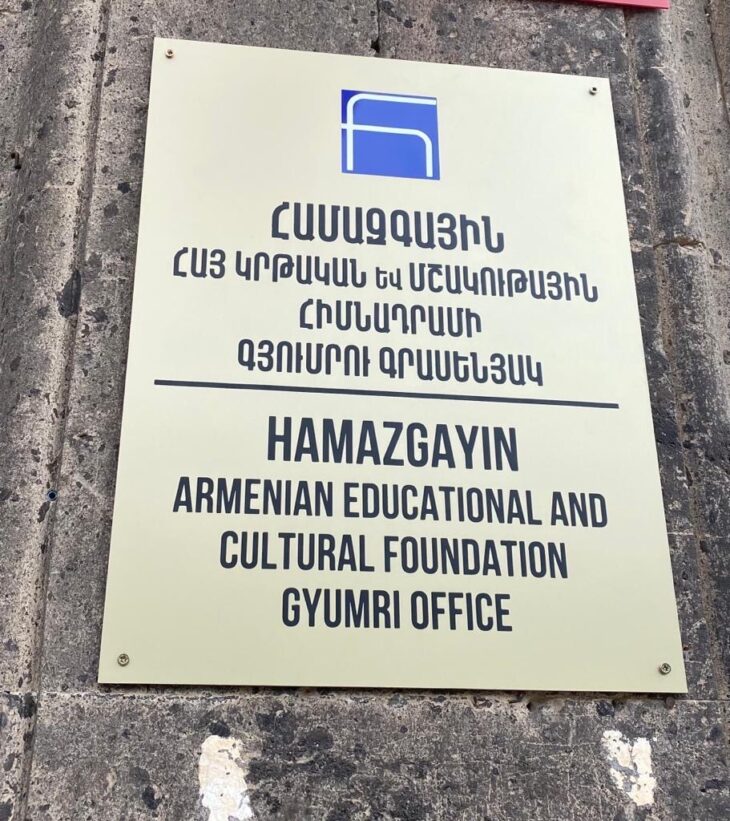 ՀԱՄԱԶԳԱՅԻՆ
ՀԱՅ ԿՐԹԱԿԱՆ ԵՎ ՄՇԱԿՈՒԹԱՅԻՆ
ՀԻՄՆԱԴՐԱՄԻ
ԳՅՈՒՄՐՈՒ ԳՐԱՍԵՆՅԱԿ
HAMAZGAYIN
ARMENIAN EDUCATIONAL AND
CULTURAL FOUNDATION
GYUMRI OFFICE